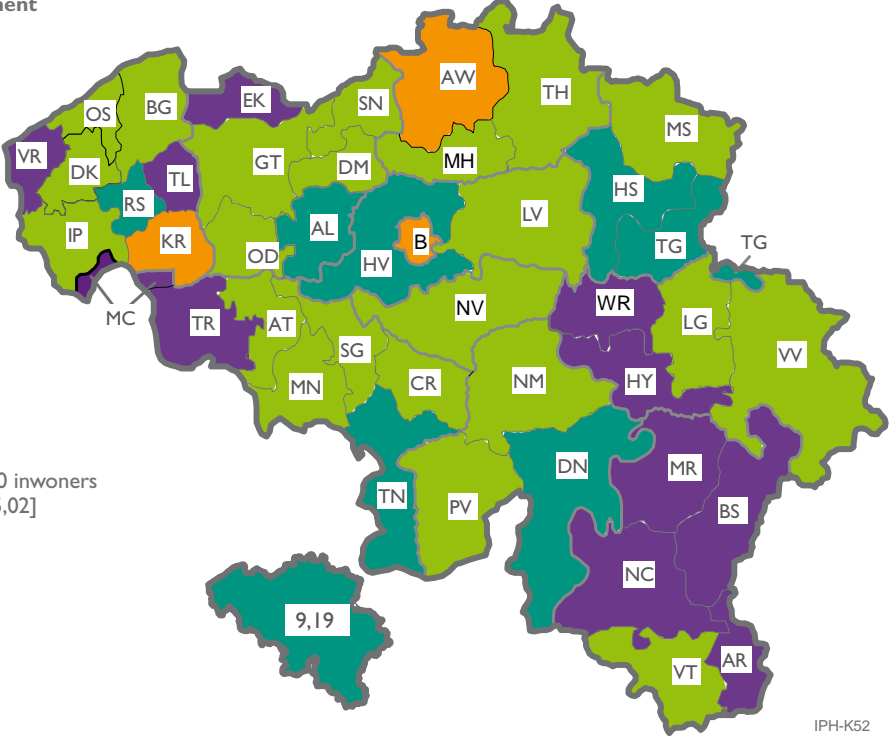 ment
AW
EK
TH
SN
BG
OS
MS
VR
GT
MH
DM
DK
TL
HS
RS
LV
AL
IP
KR
B
TG
TG
OD
HV
WR
NV
MC
TR
AT
LG
SG
VV
MN
CR
NM
HY
DN
MR
0 inwoners
TN
,02]
PV
BS
NC
9,19
AR
VT
IPH-K52